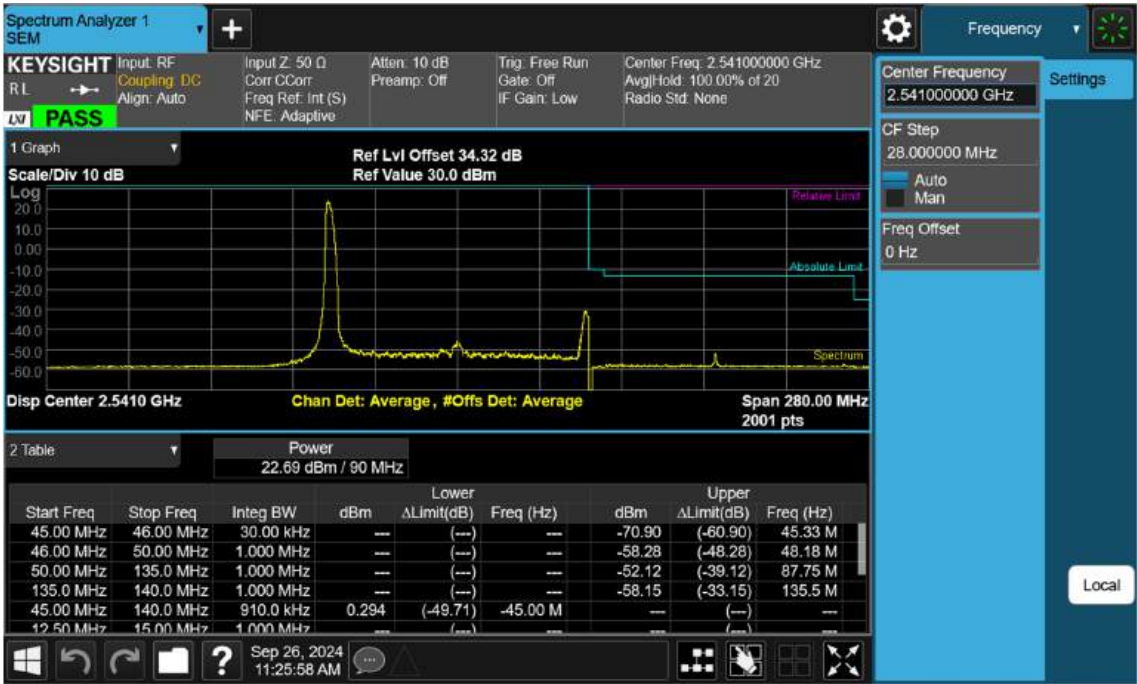 Spectrum Analyzer 1
SEM
Frequency
KEYSIGHT
Input: RF
Input Z: 50 Ω
Atten: 10 dB
Trig: Free Run
Center Freq: 2.541000000 GHz
RL
Coupling: DC
Corr CCorr
Preamp: Off
Gate: Off
Avg|Hold: 100.00% of 20
Align: Auto
Freq Ref: Int (S)
IF Gain: Low
Radio Std: None
LXI
PASS
NFE: Adaptive
Center Frequency
2.541000000 GHz
Settings
CF Step
28.000000 MHz
Auto
Man
Freq Offset
0 Hz
1 Graph
Ref Lvl Offset 34.32 dB
Scale/Div 10 dB
Ref Value 30.0 dBm
Log
Relative Limit
20.0
10.0
0.00
-10.0
Absolute Limit
-20.0
-30.0
-40.0
-50.0
Spectrum
-60.0
Disp Center 2.5410 GHz
Chan Det: Average, #Offs Det: Average
Span 280.00 MHz
2001 pts
2 Table
Power
22.69 dBm / 90 MHz
Lower Upper
Start Freq Stop Freq Integ BW dBm ΔLimit(dB) Freq (Hz) dBm ΔLimit(dB) Freq (Hz)
45.00 MHz 46.00 MHz 30.00 kHz --- (---) --- -70.90 (-60.90) 45.33 M
46.00 MHz 50.00 MHz 1.000 MHz --- (---) --- -58.28 (-48.28) 48.18 M
50.00 MHz 135.0 MHz 1.000 MHz --- (---) --- -52.12 (-39.12) 87.75 M
135.0 MHz 140.0 MHz 1.000 MHz --- (---) --- -58.15 (-33.15) 135.5 M
45.00 MHz 140.0 MHz 910.0 kHz 0.294 (-49.71) -45.00 M --- (---) ---
12.50 MHz 15.00 MHz 1.000 MHz --- (---) --- --- (---) ---
Local
?
Sep 26, 2024
11:25:58 AM